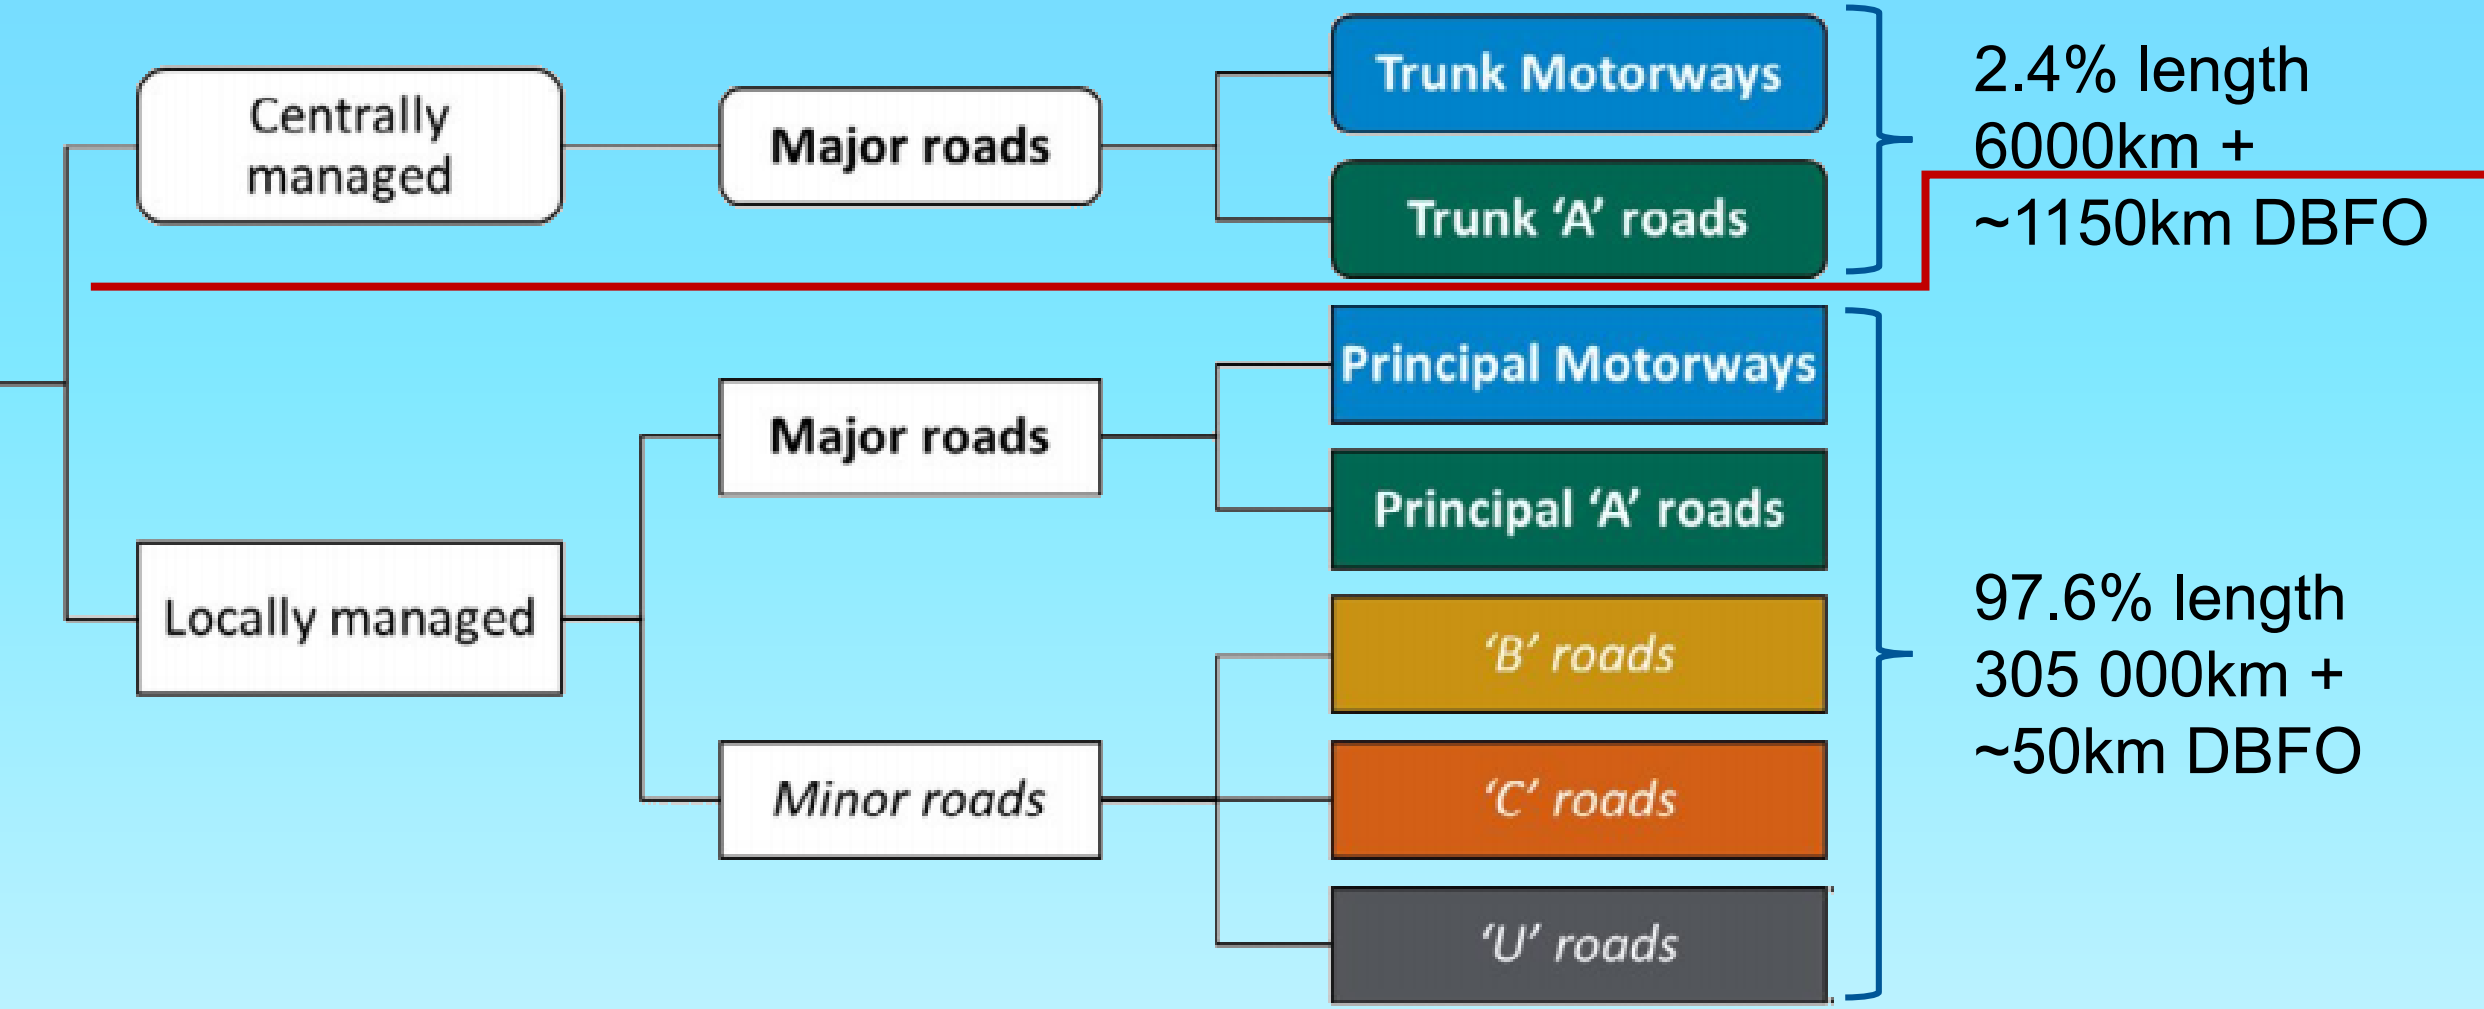 Centrally
managed
Major roads
Trunk Motorways
Trunk ‘A’ roads
2.4% length
6000km +
~1150km DBFO
Locally managed
Major roads
Principal Motorways
Principal ‘A’ roads
Minor roads
‘B’ roads
‘C’ roads
‘U’ roads
97.6% length
305 000km +
~50km DBFO